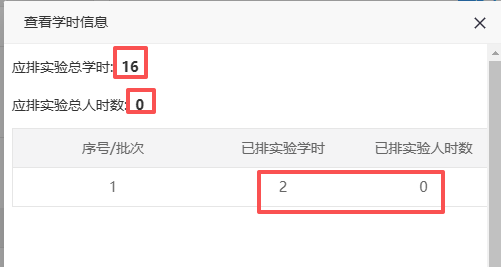 查看学时信息
应排实验总学时: 16
应排实验总人时数: 0
序号/批次 已排实验学时 已排实验人时数
1 2 0